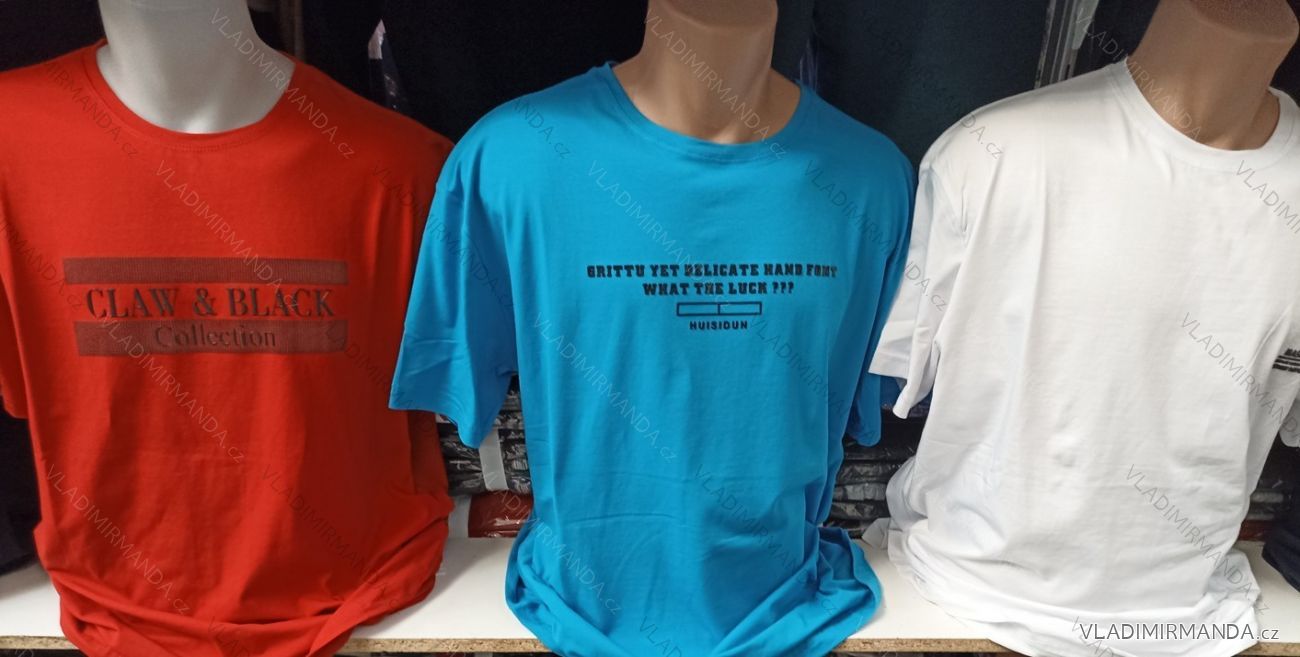 CLAW & BLACK
Collection
GRITTU YET DELICATE HAND FONT
WHAT THE LUCK ???
HUISIDUN
VLADIMIRMANDA.cz